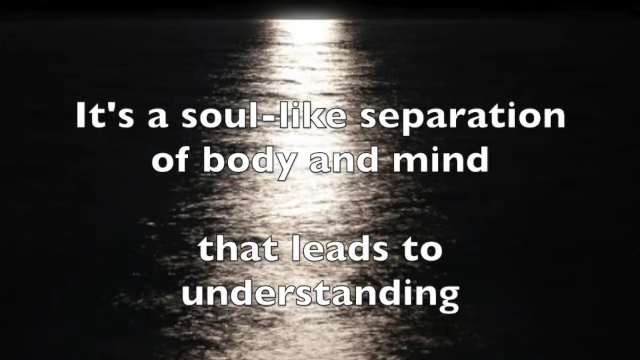 It's a soul-like separation
of body and mind
that leads to
understanding